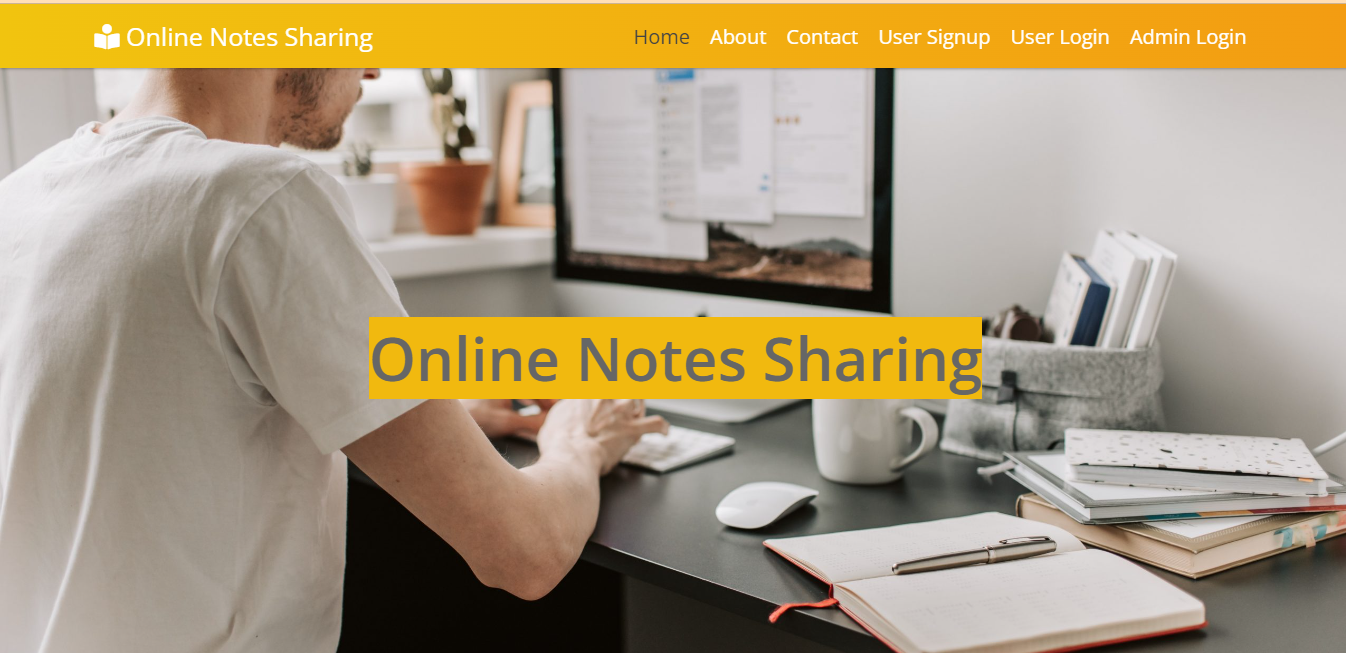 Online Notes Sharing
Home About Contact User Signup User Login Admin Login
Online Notes Sharing